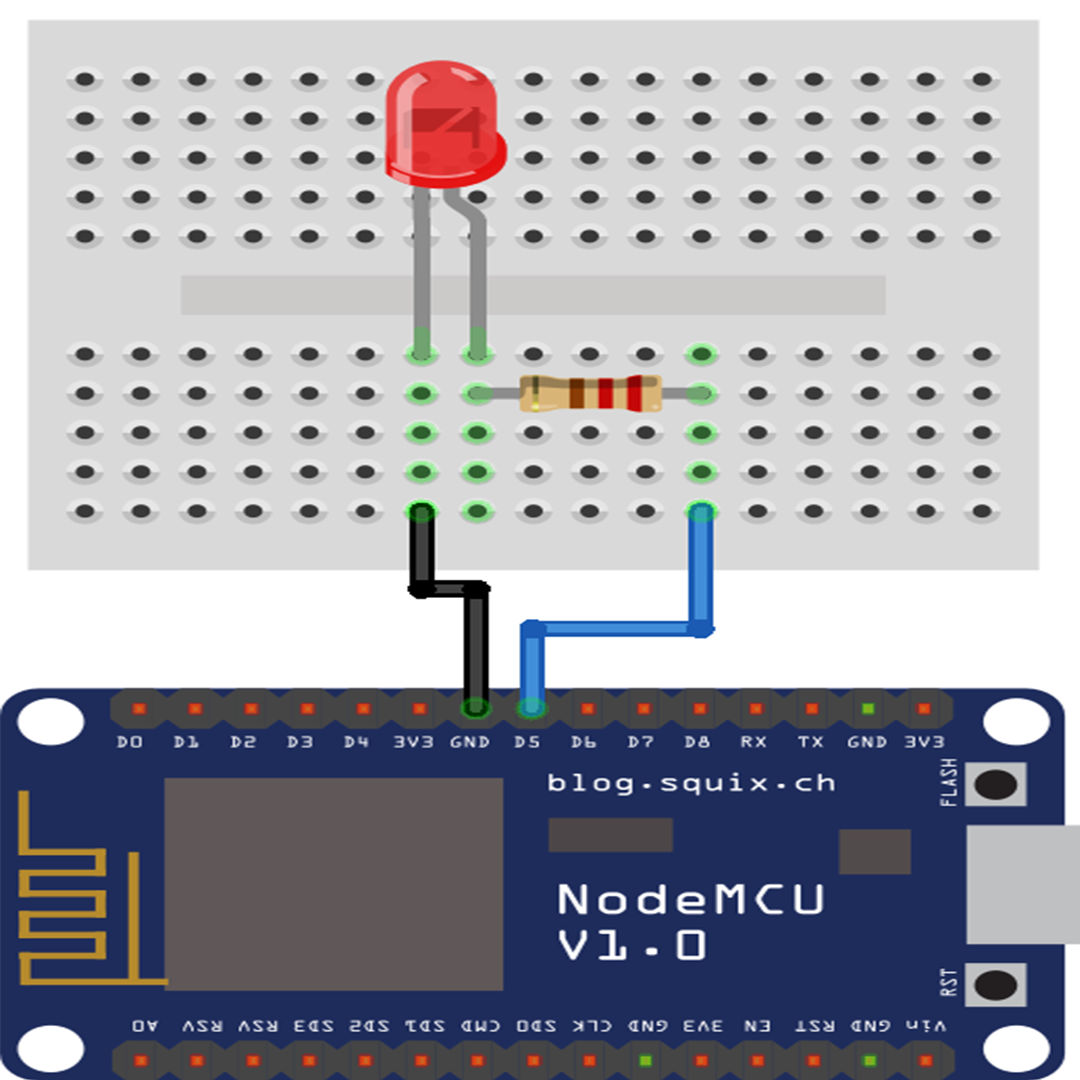 D0 D1 D2 D3 D4 3V3 GND D5 D6 D7 D8 RX TX GND 3V3
blog.squix.ch
FLASH
NodeMCU
V1.0
RST
A0 RSV RSV SD3 SD2 SD1 CMD SD0 CLK GND 3V3 EN RST GND Vin